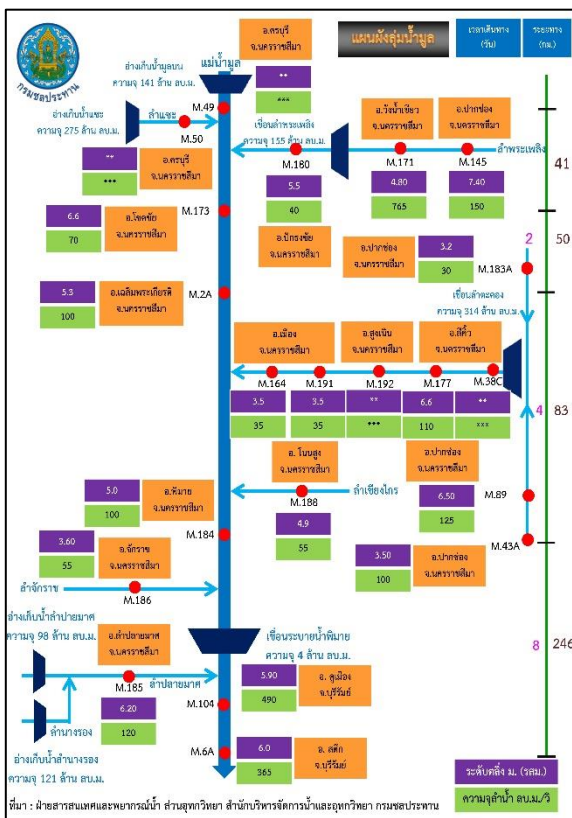 แผนผังลุ่มน้ำมูล
เวลาเดินทาง
(วัน)
ระยะทาง
(กม.)
กรมชลประทาน
อ่างเก็บน้ำมูลบน
ความจุ 141 ล้าน ลบ.ม.
แม่น้ำมูล
อ.ครบุรี
จ.นครราชสีมา
**
***
M.49
อ่างเก็บน้ำแชะ
ความจุ 275 ล้าน ลบ.ม.
ลำแชะ
M.50
**
***
อ.ครบุรี
จ.นครราชสีมา
เขื่อนลำพระเพลิง
ความจุ 155 ล้าน ลบ.ม.
M.180
5.5
40
อ.ปักธงชัย
จ.นครราชสีมา
อ.วังน้ำเขียว
จ.นครราชสีมา
M.171
4.80
765
อ.ปากช่อง
จ.นครราชสีมา
M.145
7.40
150
ลำพระเพลิง
41
6.6
70
อ.โชคชัย
จ.นครราชสีมา
M.173
อ.ปากช่อง
จ.นครราชสีมา
3.2
30
M.183A
2
50
5.3
100
อ.เฉลิมพระเกียรติ
จ.นครราชสีมา
M.2A
เขื่อนลำตะคอง
ความจุ 314 ล้าน ลบ.ม.
อ.เมือง
จ.นครราชสีมา
อ.สูงเนิน
จ.นครราชสีมา
อ.สีคิ้ว
จ.นครราชสีมา
M.164
M.191
M.192
M.177
M.38C
3.5
3.5
**
6.6
**
35
35
***
110
***
4
83
อ. โนนสูง
จ.นครราชสีมา
M.188
ลำเชียงไกร
4.9
55
อ.ปากช่อง
จ.นครราชสีมา
6.50
125
M.89
5.0
100
อ.พิมาย
จ.นครราชสีมา
M.184
3.50
100
อ.ปากช่อง
จ.นครราชสีมา
M.43A
3.60
55
อ.จักราช
จ.นครราชสีมา
ลำจักราช
M.186
อ่างเก็บน้ำลำปายมาศ
ความจุ 98 ล้าน ลบ.ม.
อ.ลำปลายมาศ
จ.นครราชสีมา
M.185
ลำปลายมาศ
6.20
120
ลำนางรอง
อ่างเก็บน้ำลำนางรอง
ความจุ 121 ล้าน ลบ.ม.
เขื่อนระบายน้ำพิมาย
ความจุ 4 ล้าน ลบ.ม.
8
246
M.104
5.90
490
อ. คูเมือง
จ.บุรีรัมย์
M.6A
6.0
365
อ. สตึก
จ.บุรีรัมย์
ระดับตลิ่ง ม. (รสม.)
ความจุลำน้ำ ลบ.ม./วิ
ที่มา : ฝ่ายสารสนเทศและพยากรณ์น้ำ ส่วนอุทกวิทยา สำนักบริหารจัดการน้ำและอุทกวิทยา กรมชลประทาน